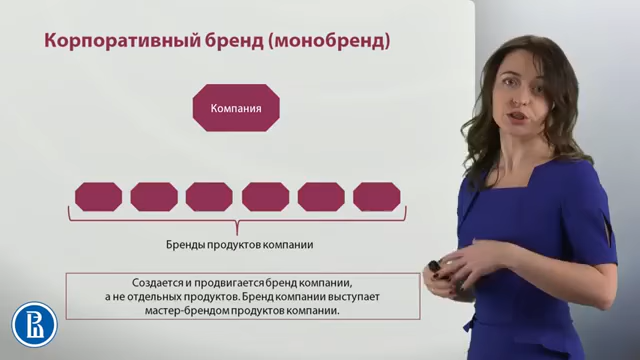 Корпоративный бренд (монобренд)
Компания
Бренды продуктов компании
Создается и продвигается бренд компании,
а не отдельных продуктов. Бренд компании выступает
мастер-брендом продуктов компании.